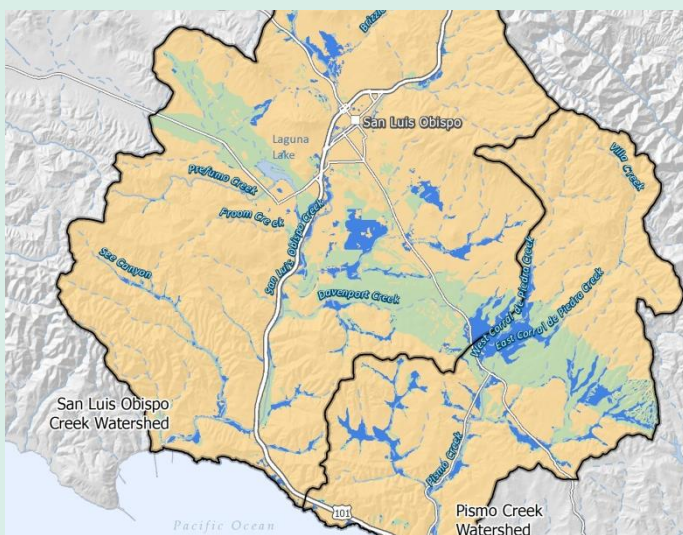 Brizzio
San Luis Obispo
Laguna
Lake
Villa Creek
Prefumo Creek
Froom Creek
San Luis Obispo Creek
See Canyon
Davenport Creek
West Corral de Piedra Creek
East Corral de Piedra Creek
San Luis Obispo
Creek Watershed
Pismo Creek
101
Pismo Creek
Watershed
Pacific Ocean